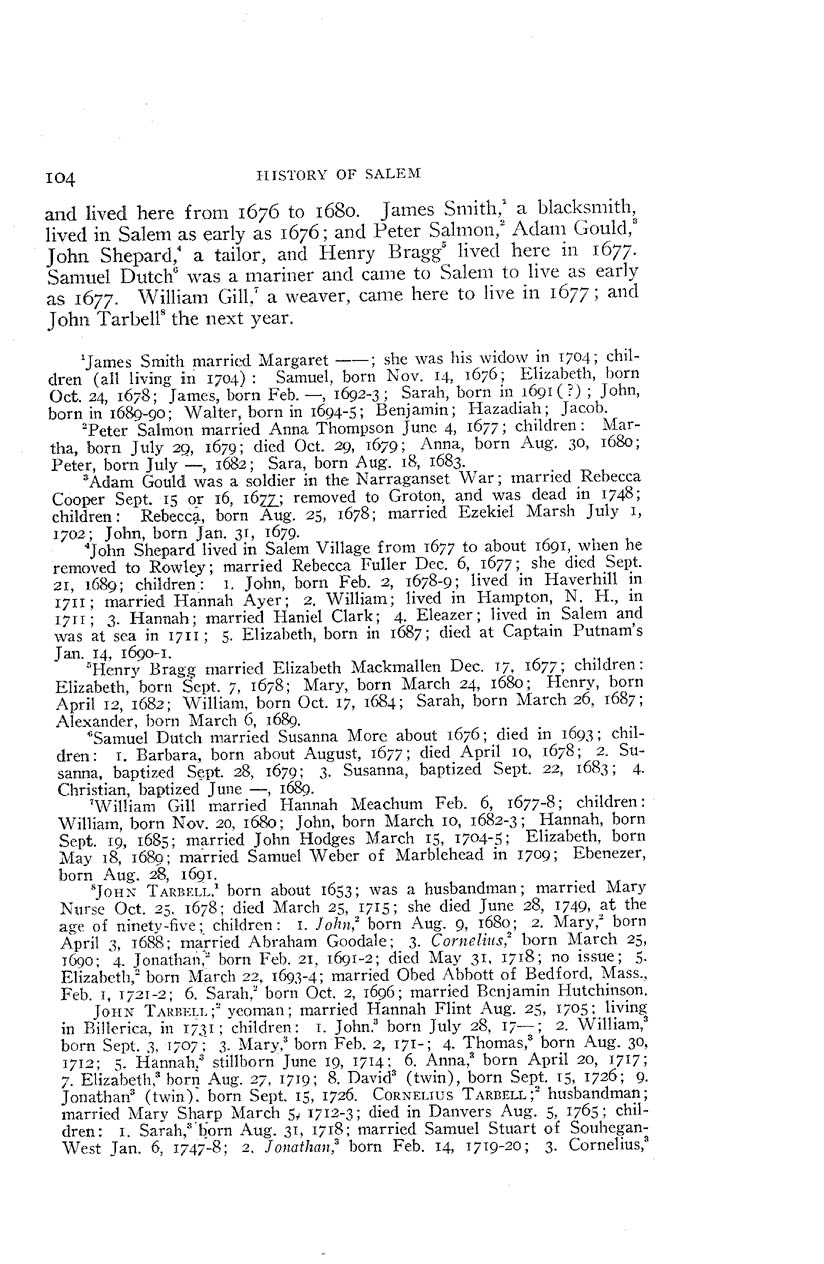 104 HISTORY OF SALEM
and lived here from 1676 to 1680. James Smith,¹ a blacksmith,
lived in Salem as early as 1676; and Peter Salmon,² Adam Gould,³
John Shepard,⁴ a tailor, and Henry Bragg⁵ lived here in 1677.
Samuel Dutch⁶ was a mariner and came to Salem to live as early
as 1677. William Gill,⁷ a weaver, came here to live in 1677; and
John Tarbell⁸ the next year.
¹James Smith married Margaret ——; she was his widow in 1704; chil-
dren (all living in 1704): Samuel, born Nov. 14, 1676; Elizabeth, born
Oct. 24, 1678; James, born Feb. —, 1692-3; Sarah, born in 1691(?); John,
born in 1689-90; Walter, born in 1694-5; Benjamin; Hazadiah; Jacob.
²Peter Salmon married Anna Thompson June 4, 1677; children: Mar-
tha, born July 29, 1679; died Oct. 29, 1679; Anna, born Aug. 30, 1680;
Peter, born July —, 1682; Sara, born Aug. 18, 1683.
³Adam Gould was a soldier in the Narraganset War; married Rebecca
Cooper Sept. 15 or 16, 1677; removed to Groton, and was dead in 1748;
children: Rebecca, born Aug. 25, 1678; married Ezekiel Marsh July 1,
1702; John, born Jan. 31, 1679.
⁴John Shepard lived in Salem Village from 1677 to about 1691, when he
removed to Rowley; married Rebecca Fuller Dec. 6, 1677; she died Sept.
21, 1689; children: 1. John, born Feb. 2, 1678-9; lived in Haverhill in
1711; married Hannah Ayer; 2. William; lived in Hampton, N. H., in
1711; 3. Hannah; married Haniel Clark; 4. Eleazer; lived in Salem and
was at sea in 1711; 5. Elizabeth, born in 1687; died at Captain Putnam's
Jan. 14, 1690-1.
⁵Henry Bragg married Elizabeth Mackmallen Dec. 17, 1677; children:
Elizabeth, born Sept. 7, 1678; Mary, born March 24, 1680; Henry, born
April 12, 1682; William, born Oct. 17, 1684; Sarah, born March 26, 1687;
Alexander, born March 6, 1689.
⁶Samuel Dutch married Susanna More about 1676; died in 1693; chil-
dren: 1. Barbara, born about August, 1677; died April 10, 1678; 2. Su-
sanna, baptized Sept. 28, 1679; 3. Susanna, baptized Sept. 22, 1683; 4.
Christian, baptized June —, 1689.
⁷William Gill married Hannah Meachum Feb. 6, 1677-8; children:
William, born Nov. 20, 1680; John, born March 10, 1682-3; Hannah, born
Sept. 19, 1685; married John Hodges March 15, 1704-5; Elizabeth, born
May 18, 1689; married Samuel Weber of Marblehead in 1709; Ebenezer,
born Aug. 28, 1691.
⁸JOHN TARBELL,¹ born about 1653; was a husbandman; married Mary
Nurse Oct. 25, 1678; died March 25, 1715; she died June 28, 1749, at the
age of ninety-five; children: 1. John,² born Aug. 9, 1680; 2. Mary,² born
April 3, 1688; married Abraham Goodale; 3. Cornelius,² born March 25,
1690; 4. Jonathan,² born Feb. 21, 1691-2; died May 31, 1718; no issue; 5.
Elizabeth,² born March 22, 1693-4; married Obed Abbott of Bedford, Mass.,
Feb. 1, 1721-2; 6. Sarah,² born Oct. 2, 1696; married Benjamin Hutchinson.
JOHN TARBELL;² yeoman; married Hannah Flint Aug. 25, 1705; living
in Billerica, in 1731; children: 1. John,³ born July 28, 17—; 2. William,³
born Sept. 3, 1707; 3. Mary,³ born Feb. 2, 171-; 4. Thomas,³ born Aug. 30,
1712; 5. Hannah,³ stillborn June 19, 1714; 6. Anna,³ born April 20, 1717;
7. Elizabeth,³ born Aug. 27, 1719; 8. David³ (twin), born Sept. 15, 1726; 9.
Jonathan³ (twin), born Sept. 15, 1726. CORNELIUS TARBELL;² husbandman;
married Mary Sharp March 5, 1712-3; died in Danvers Aug. 5, 1765; chil-
dren: 1. Sarah,³ born Aug. 31, 1718; married Samuel Stuart of Souhegan-
West Jan. 6, 1747-8; 2. Jonathan,³ born Feb. 14, 1719-20; 3. Cornelius,³